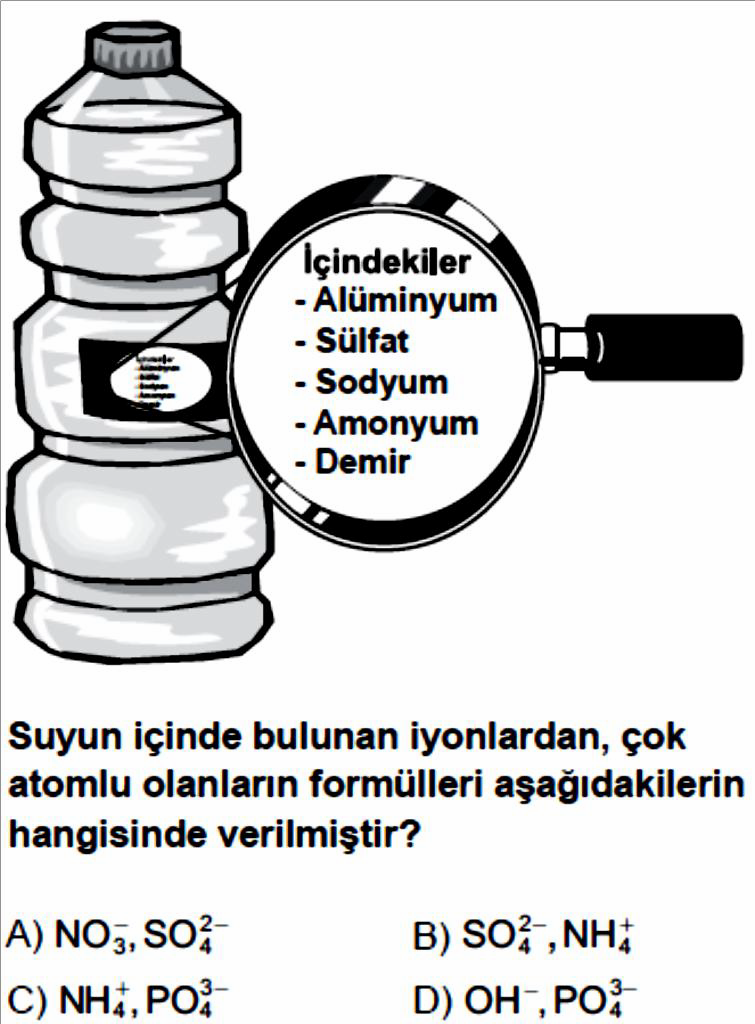 İçindekiler
- Alüminyum
- Sülfat
- Sodyum
- Amonyum
- Demir
Suyun içinde bulunan iyonlardan, çok
atomlu olanların formülleri aşağıdakilerin
hangisinde verilmiştir?
A) NO₃⁻, SO₄²⁻ B) SO₄²⁻, NH₄⁺
C) NH₄⁺, PO₄³⁻ D) OH⁻, PO₄³⁻